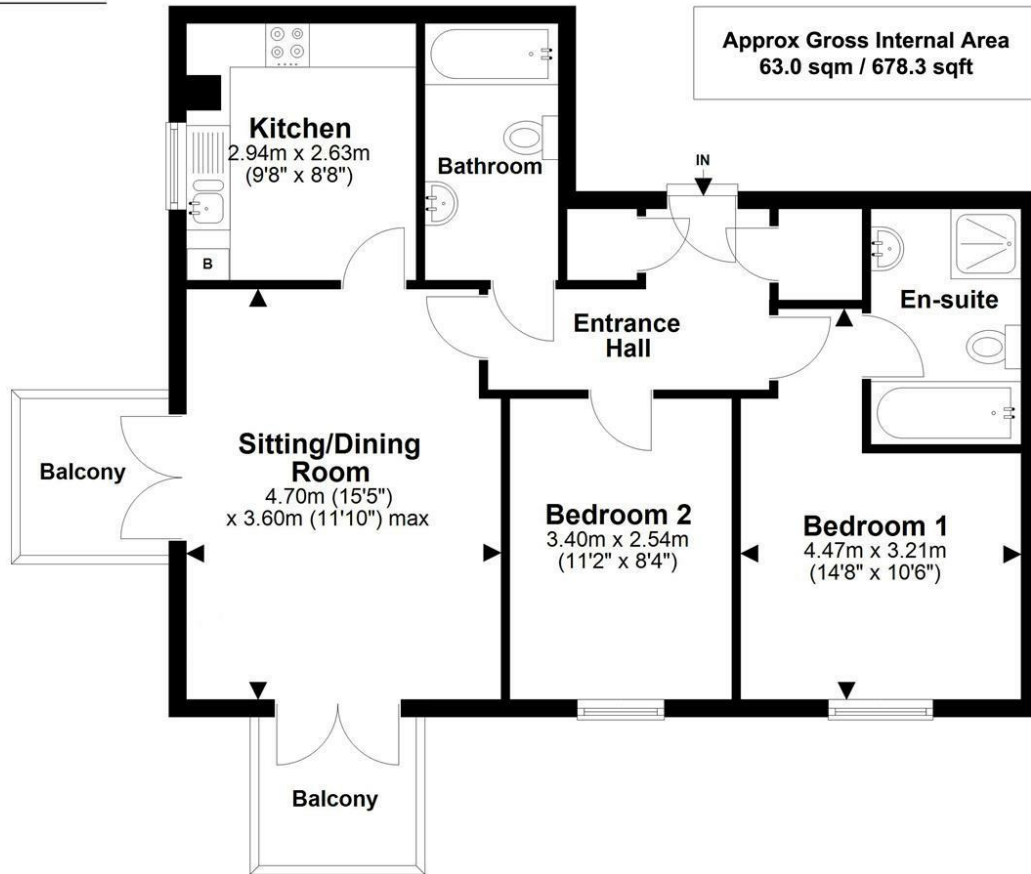 Approx Gross Internal Area
63.0 sqm / 678.3 sqft
Kitchen
2.94m x 2.63m
(9'8" x 8'8")
B
Bathroom
IN
En-suite
Entrance
Hall
Balcony
Sitting/Dining
Room
4.70m (15'5")
x 3.60m (11'10") max
Bedroom 2
3.40m x 2.54m
(11'2" x 8'4")
Bedroom 1
4.47m x 3.21m
(14'8" x 10'6")
Balcony